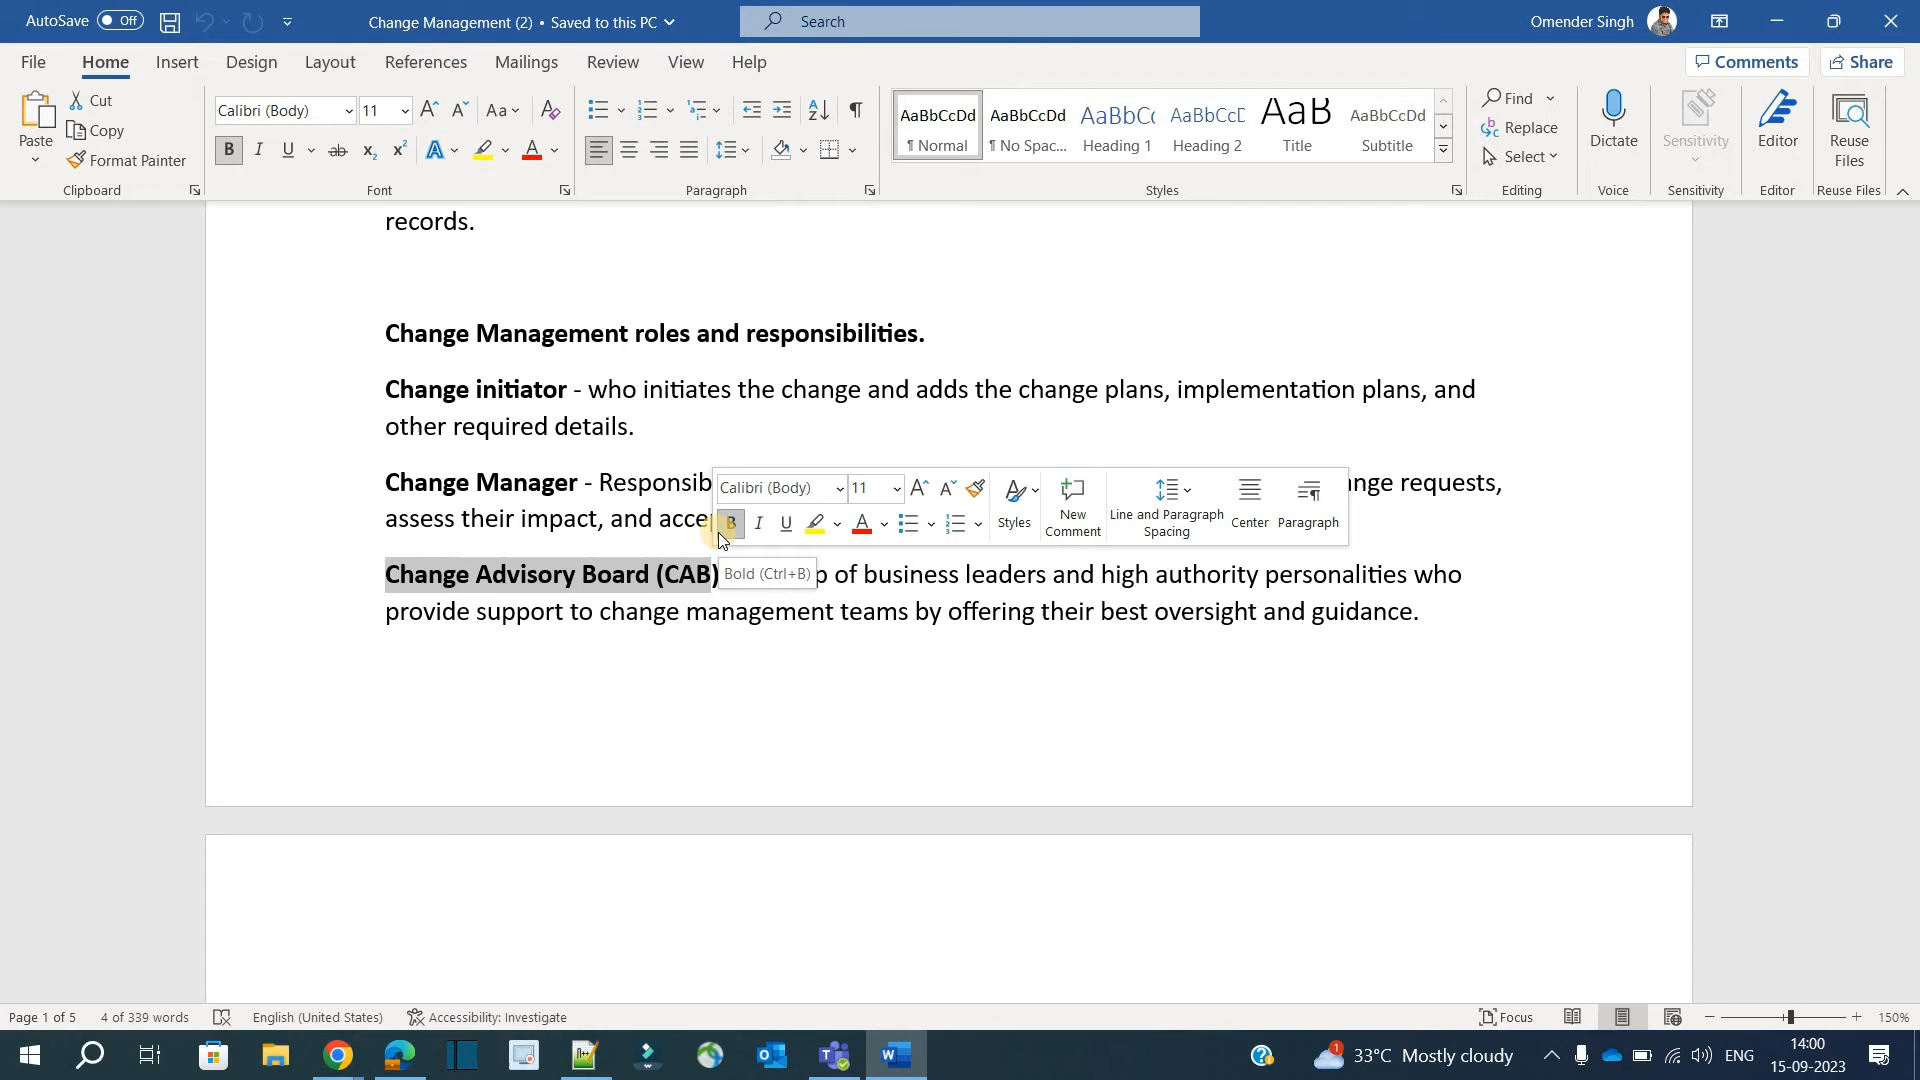 AutoSave Off Change Management (2) • Saved to this PC Search Omender Singh
File Home Insert Design Layout References Mailings Review View Help Comments Share
Paste Cut Copy Format Painter Clipboard
Calibri (Body) 11 Aa
B I U ab x₂ x² A A Font
Paragraph
AaBbCcDd ¶ Normal
AaBbCcDd ¶ No Spac...
AaBbCc Heading 1
AaBbCcD Heading 2
AaB Title
AaBbCcDd Subtitle
Styles
Find Replace Select Editing
Dictate Voice
Sensitivity Sensitivity
Editor Editor
Reuse Files Reuse Files
records.
Change Management roles and responsibilities.
Change initiator - who initiates the change and adds the change plans, implementation plans, and
other required details.
Change Manager - Responsib
nge requests,
assess their impact, and acce
Calibri (Body) 11 A A
B I U A
Styles
New Comment
Line and Paragraph Spacing
Center
Paragraph
Bold (Ctrl+B)
Change Advisory Board (CAB) p of business leaders and high authority personalities who
provide support to change management teams by offering their best oversight and guidance.
Page 1 of 5 4 of 339 words English (United States) Accessibility: Investigate Focus 150%
33°C Mostly cloudy ENG 14:00
15-09-2023